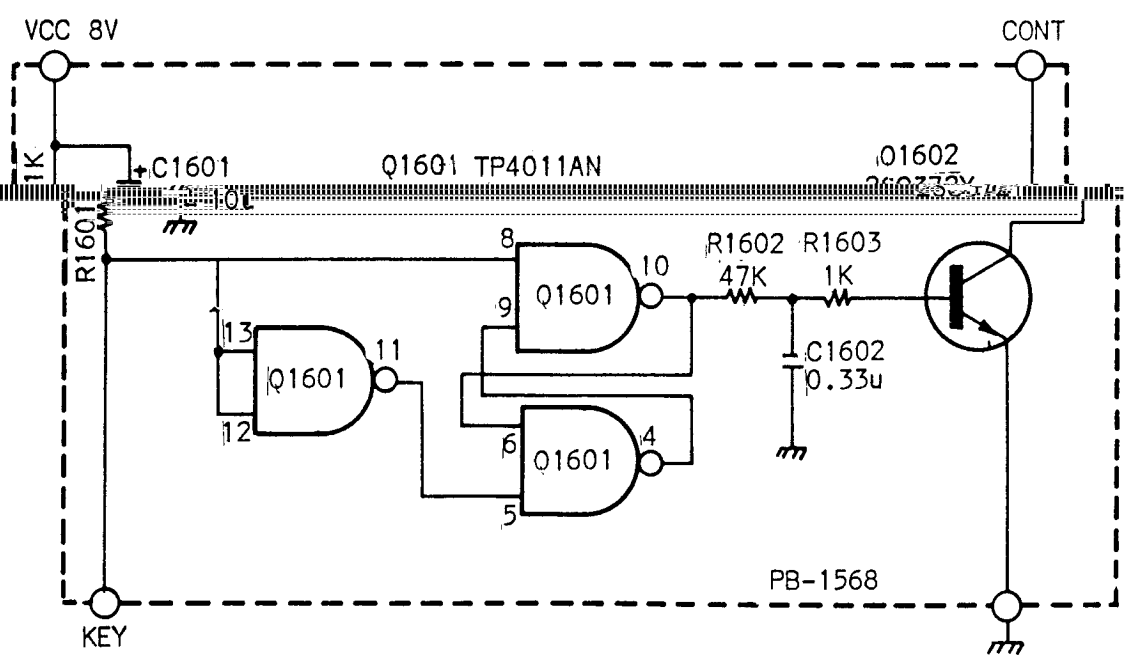 VCC 8V
CONT
1K
+
C1601
Q1601 TP4011AN
Q1602
R1601
8
10
R1602
R1603
47K
1K
9
Q1601
13
11
C1602
0.33u
Q1601
12
6
4
Q1601
5
PB-1568
KEY